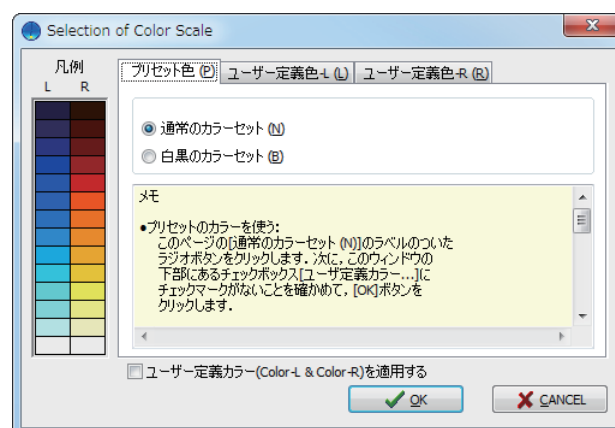 Selection of Color Scale
凡例
L R
プリセット色 (P) ユーザー定義色-L (L) ユーザー定義色-R (R)
通常のカラーセット (N)
白黒のカラーセット (B)
メモ
●プリセットのカラーを使う:
このページの[通常のカラーセット (N)]のラベルのついた
ラジオボタンをクリックします. 次に, このウィンドウの
下部にあるチェックボックス[ユーザ定義カラー...]に
チェックマークがないことを確かめて, [OK]ボタンを
クリックします.
ユーザー定義カラー(Color-L & Color-R)を適用する
OK CANCEL